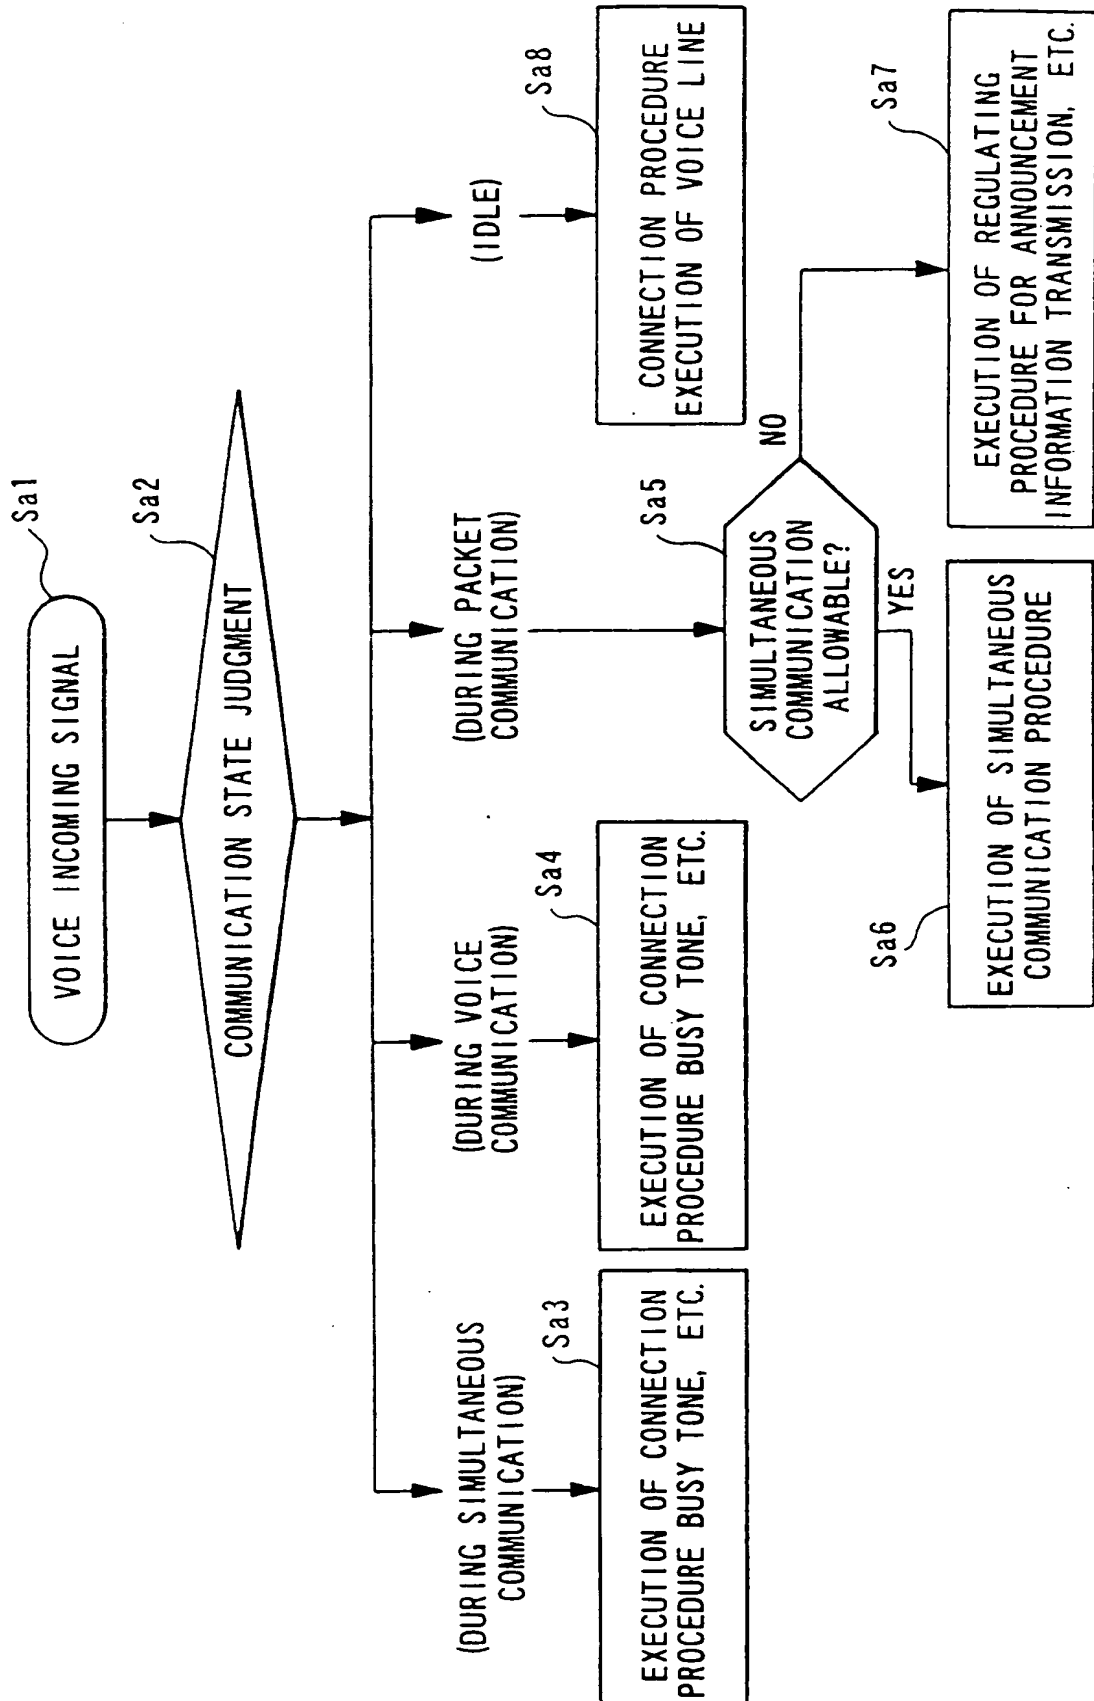 VOICE INCOMING SIGNAL
Sa1
COMMUNICATION STATE JUDGMENT
Sa2
(DURING SIMULTANEOUS
COMMUNICATION)
(DURING VOICE
COMMUNICATION)
(DURING PACKET
COMMUNICATION)
(IDLE)
Sa3
EXECUTION OF CONNECTION
PROCEDURE BUSY TONE, ETC.
Sa4
EXECUTION OF CONNECTION
PROCEDURE BUSY TONE, ETC.
Sa5
SIMULTANEOUS
COMMUNICATION
ALLOWABLE?
NO
YES
Sa8
CONNECTION PROCEDURE
EXECUTION OF VOICE LINE
Sa6
EXECUTION OF SIMULTANEOUS
COMMUNICATION PROCEDURE
Sa7
EXECUTION OF REGULATING
PROCEDURE FOR ANNOUNCEMENT
INFORMATION TRANSMISSION, ETC.